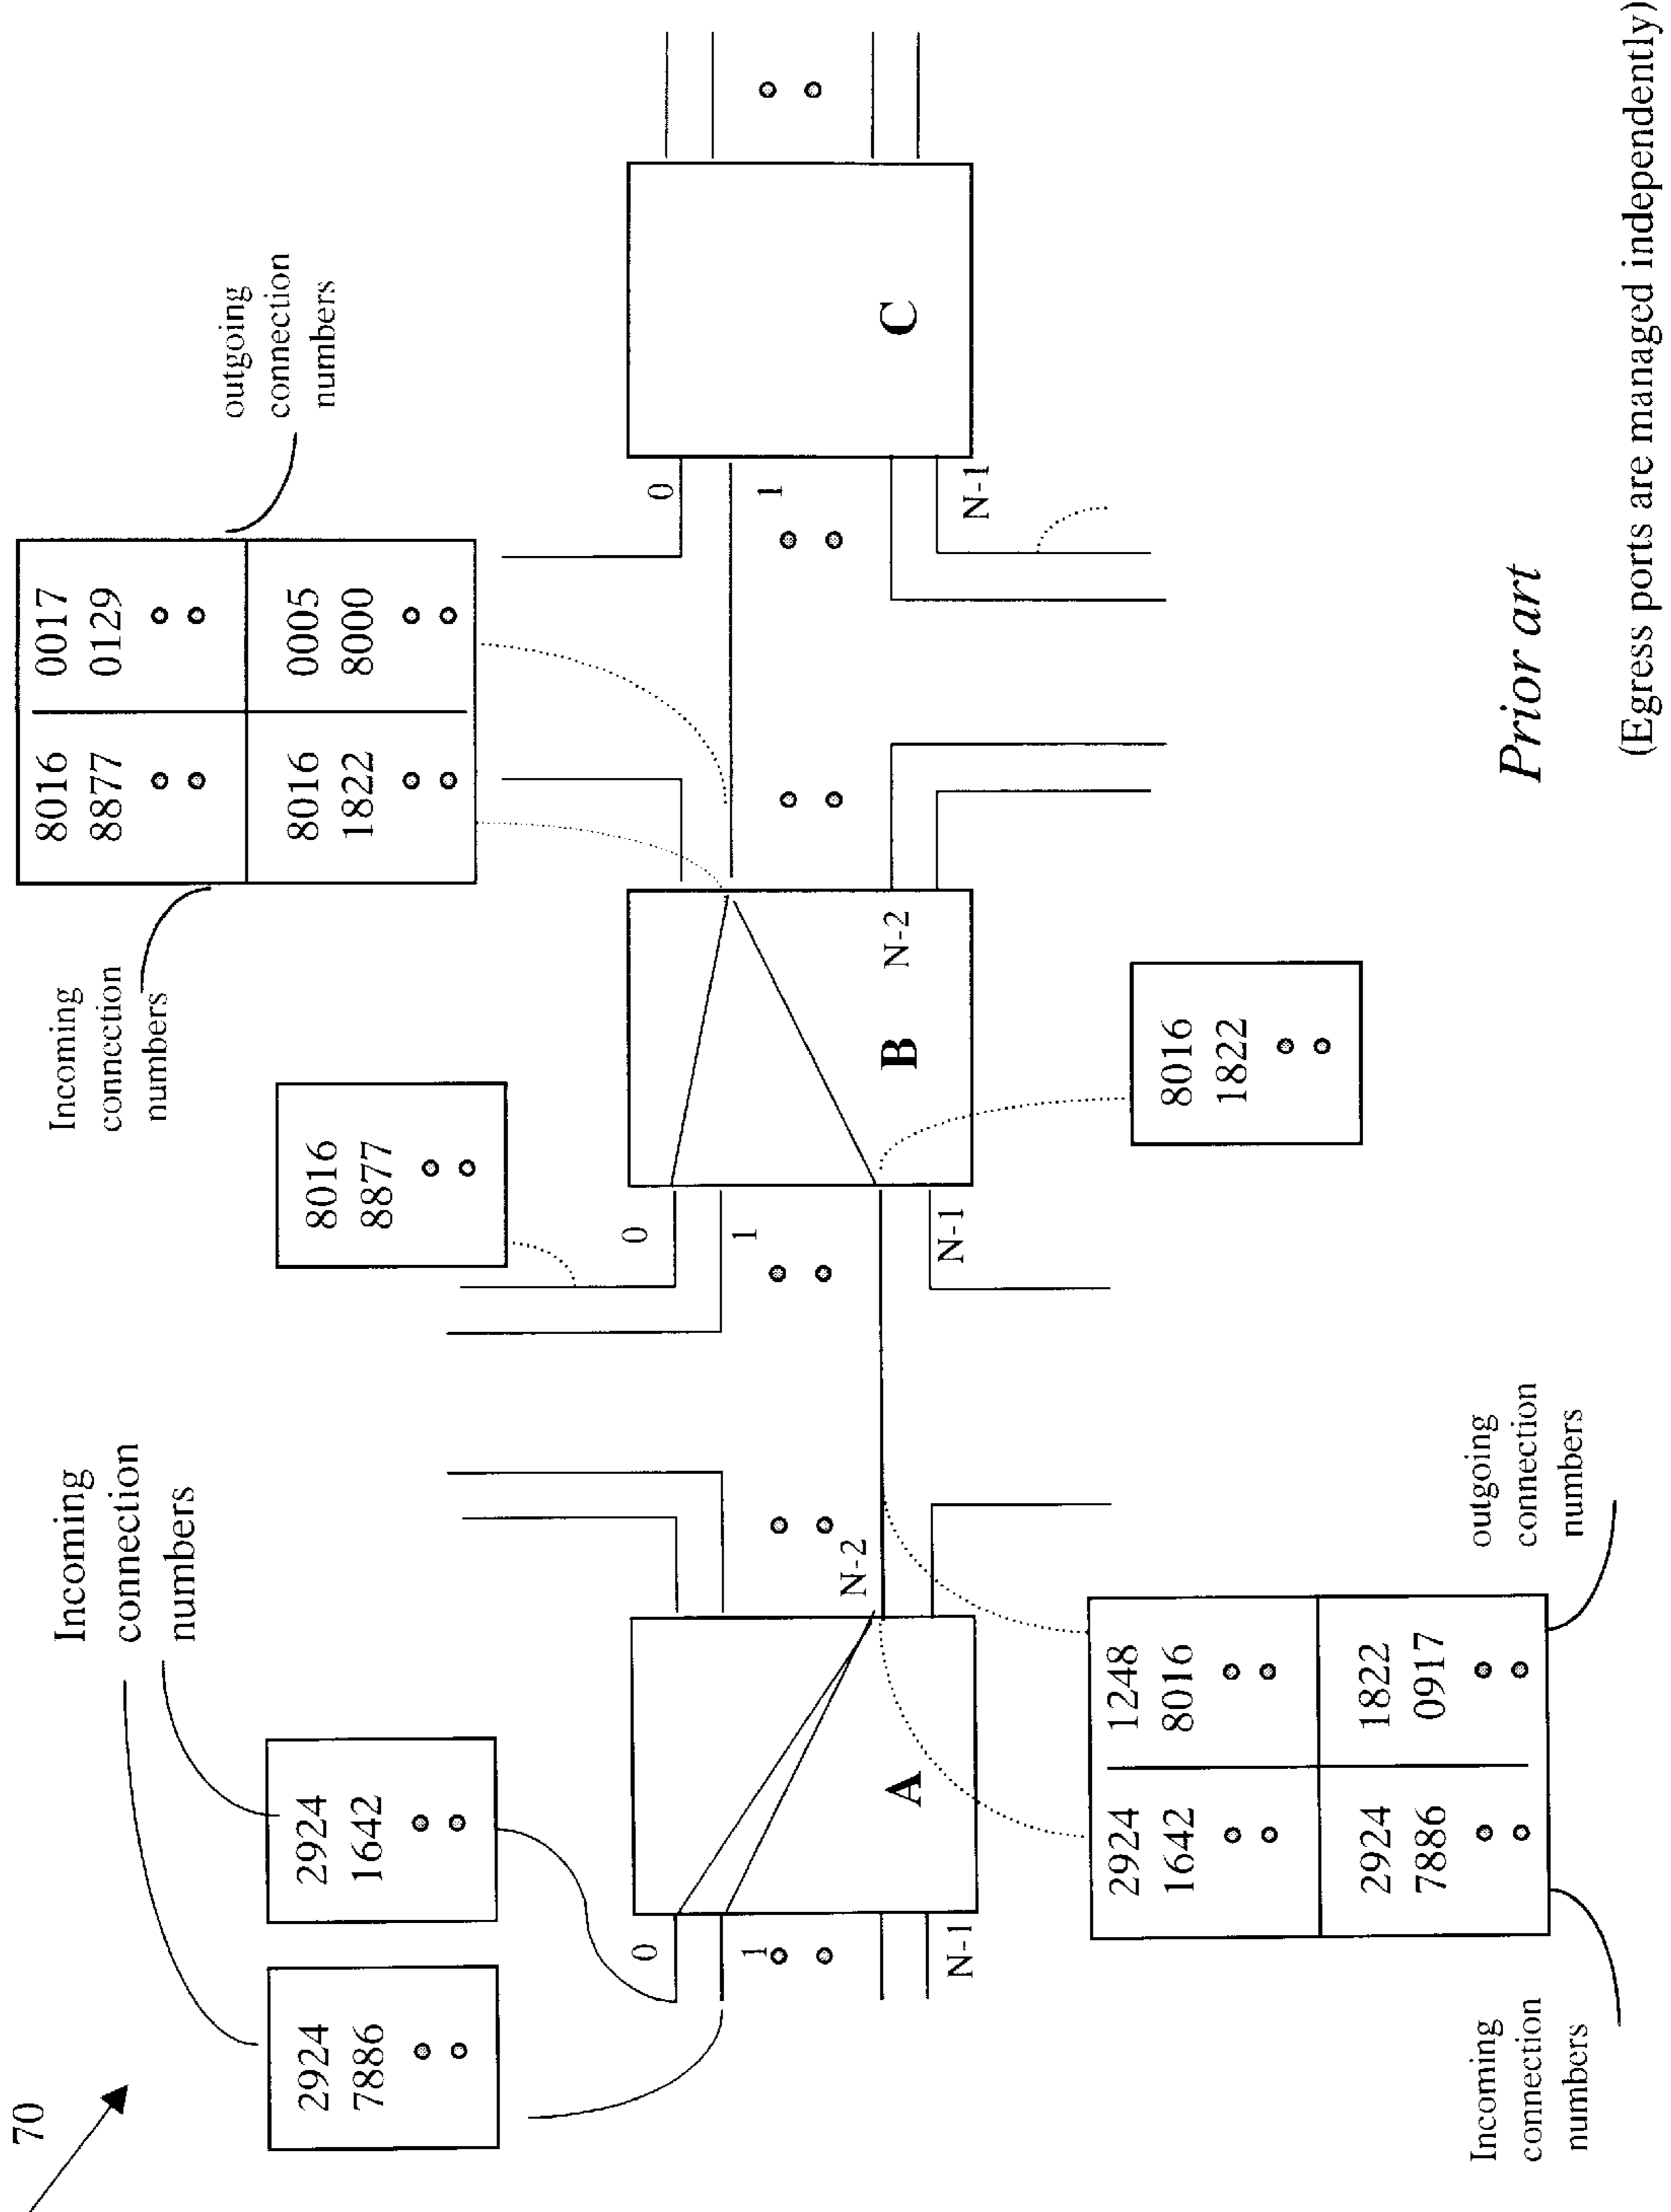 70
Incoming
connection
numbers
2924
7886
2924
1642
Incoming
connection
numbers
8016
8877
8016
8877
0017
0129
8016
1822
0005
8000
outgoing
connection
numbers
0
1
N-1
A
N-2
0
1
N-1
B
N-2
0
1
N-1
C
2924
1642
1248
8016
2924
7886
1822
0917
8016
1822
Incoming
connection
numbers
outgoing
connection
numbers
Prior art
(Egress ports are managed independently)